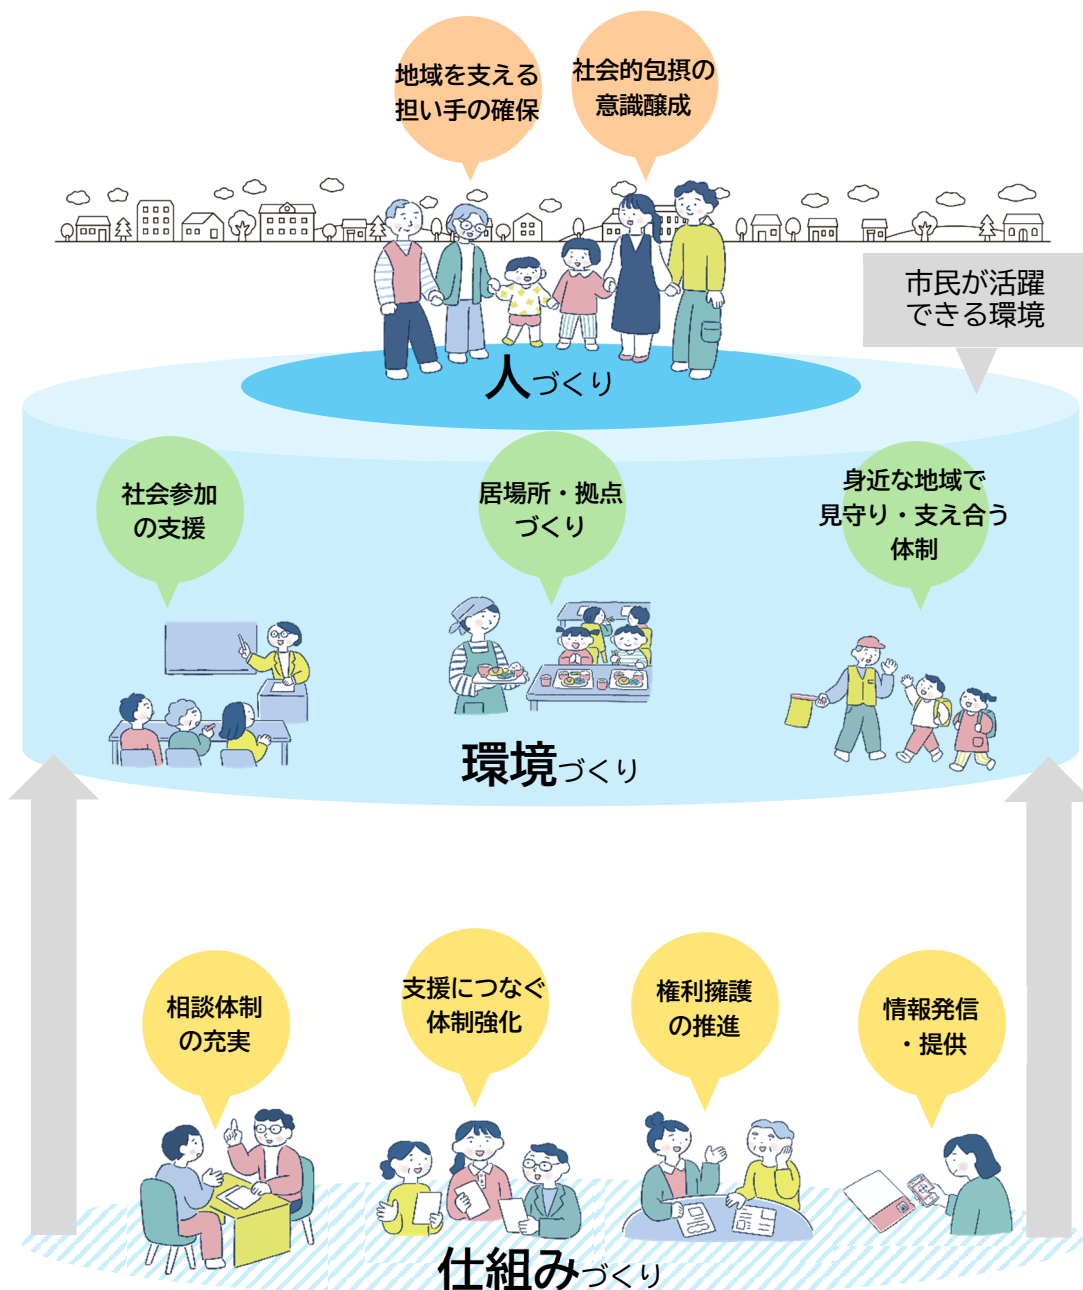 地域を支える
担い手の確保
社会的包摂の
意識醸成
市民が活躍
できる環境
人づくり
社会参加
の支援
居場所・拠点
づくり
身近な地域で
見守り・支え合う
体制
環境づくり
相談体制
の充実
支援につなぐ
体制強化
権利擁護
の推進
情報発信
・提供
仕組みづくり